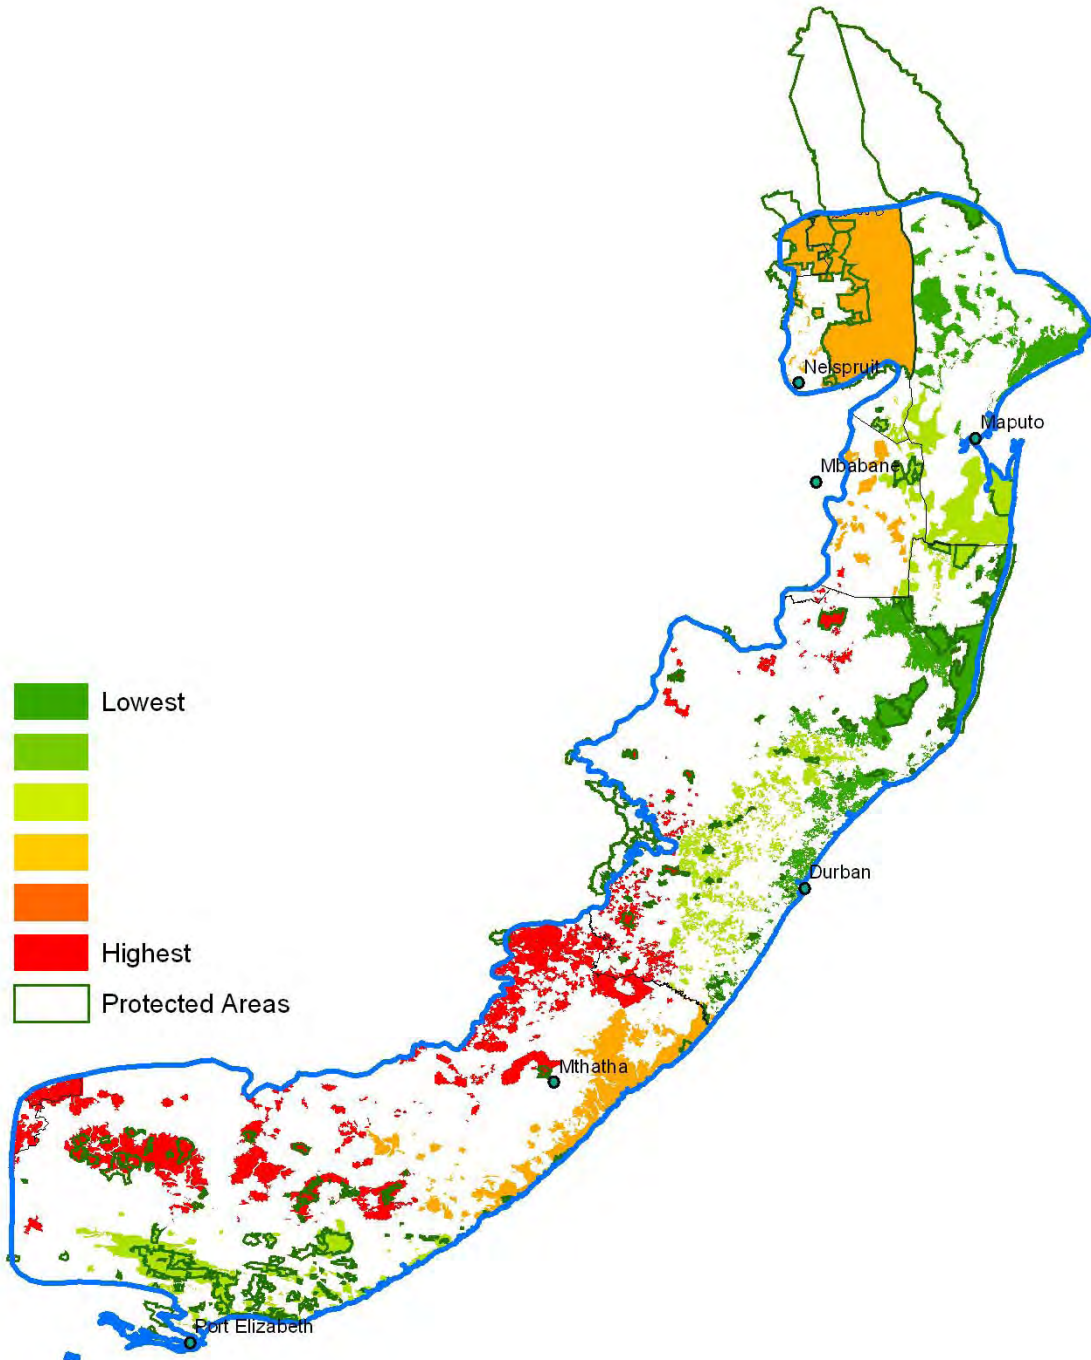 Nelspruit
Maputo
Mbabane
Lowest
Durban
Highest
Protected Areas
Mthatha
Port Elizabeth